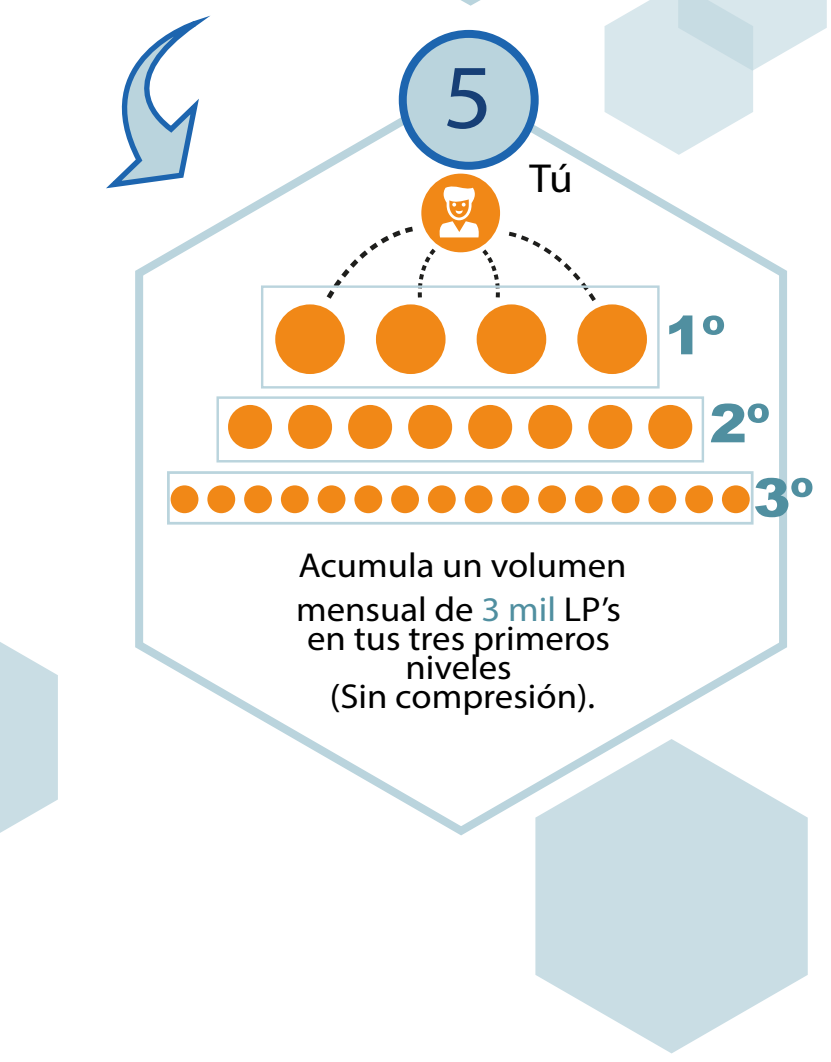 5
Tú
1º
2º
3º
Acumula un volumen
mensual de 3 mil LP’s
en tus tres primeros
niveles
(Sin compresión).